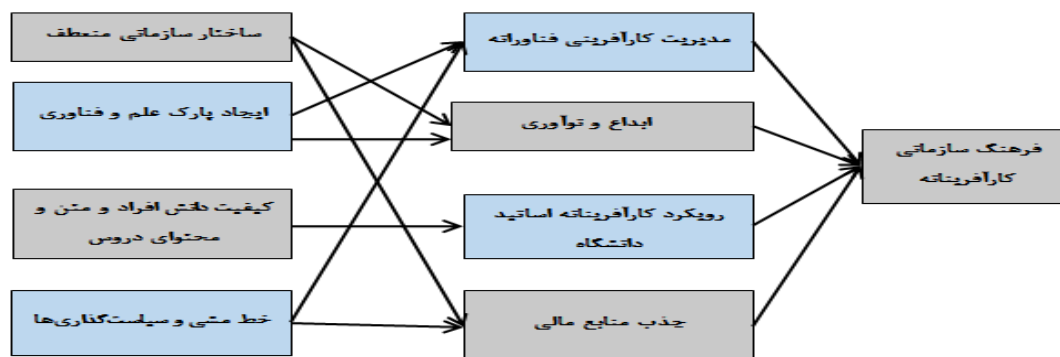 ساختار سازمانی منعطف
ایجاد پارک علم و فناوری
کیفیت دانش افراد و متن و
محتوای دروس
خط مشی و سیاست‌گذاری‌ها
مدیریت کارآفرینی فناورانه
ابداع و نوآوری
رویکرد کارآفرینانه اساتید
دانشگاه
جذب منابع مالی
فرهنگ سازمانی
کارآفرینانه